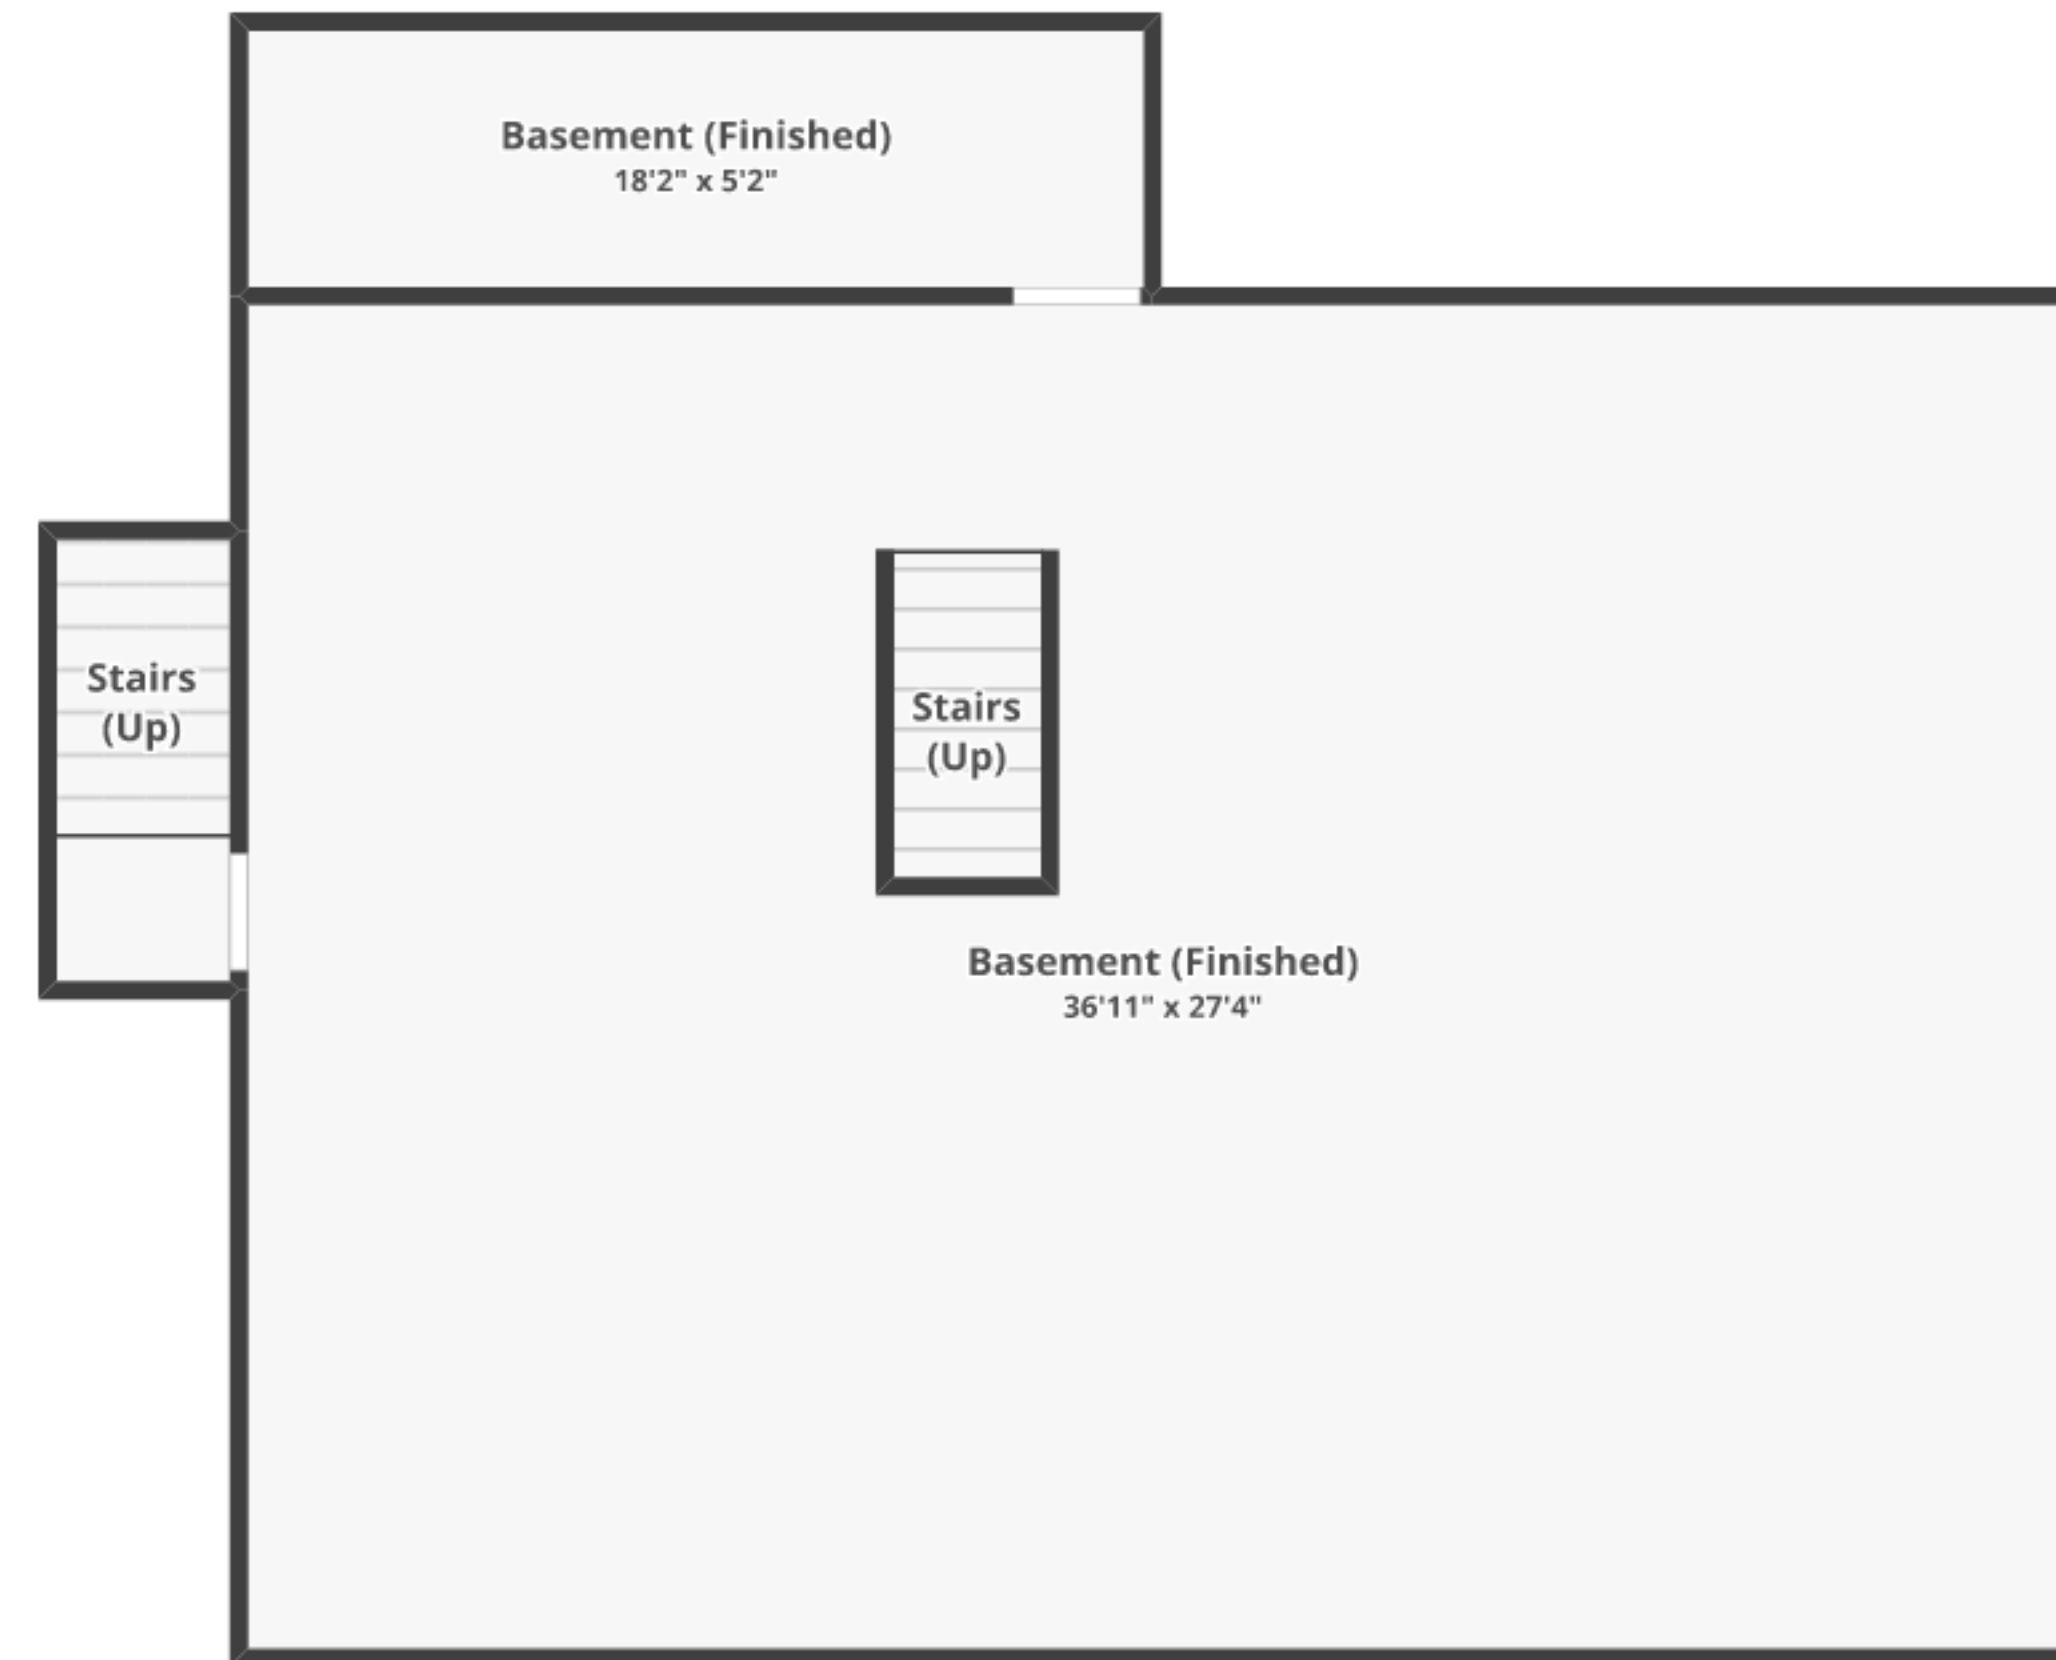 Basement (Finished)
18'2" x 5'2"
Stairs
(Up)
Stairs
(Up)
Basement (Finished)
36'11" x 27'4"